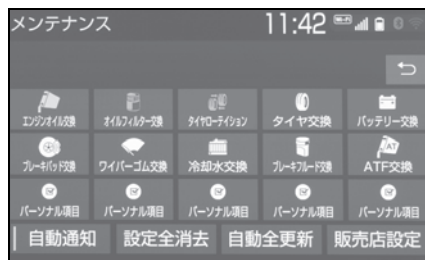 メンテナンス 11:42 Wi-Fi
エンジンオイル交換 オイルフィルター交換 タイヤローテイション タイヤ交換 バッテリー交換
ブレーキパッド交換 ワイパーゴム交換 冷却水交換 ブレーキフルード交換 ATF交換
パーソナル項目 パーソナル項目 パーソナル項目 パーソナル項目 パーソナル項目
自動通知 設定全消去 自動全更新 販売店設定